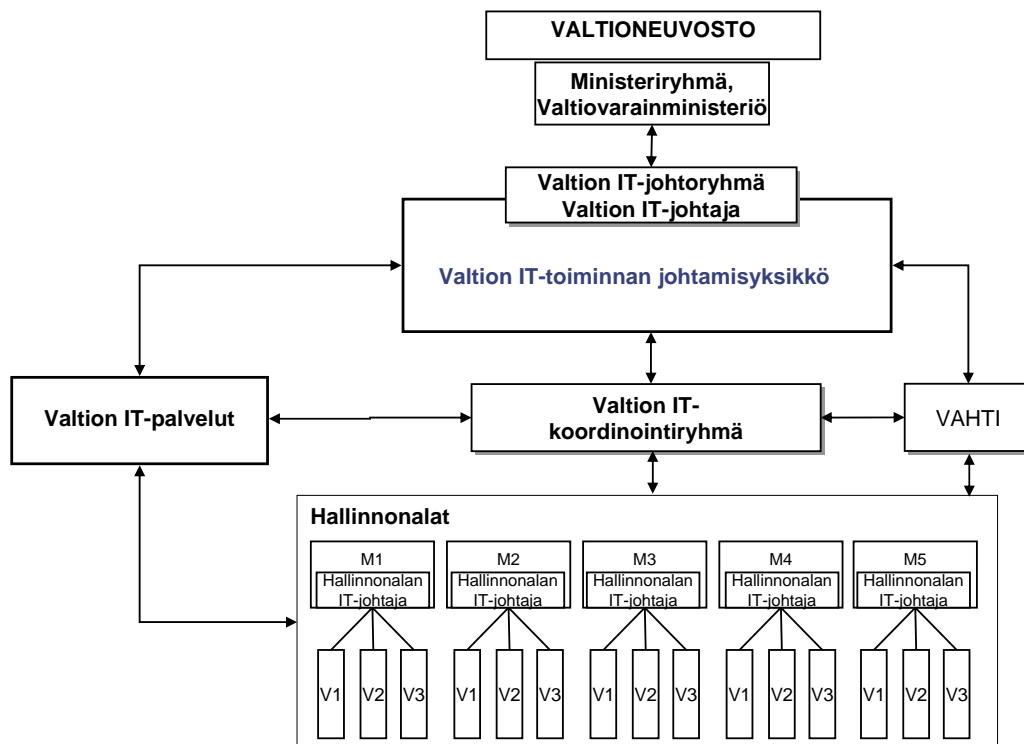 VALTIONEUVOSTO
Ministeriryhmä,
Valtiovarainministeriö
Valtion IT-johtoryhmä
Valtion IT-johtaja
Valtion IT-toiminnan johtamisyksikkö
Valtion IT-palvelut
Valtion IT-
koordinointiryhmä
VAHTI
Hallinnonalat
M1
Hallinnonalan
IT-johtaja
V1 V2 V3
M2
Hallinnonalan
IT-johtaja
V1 V2 V3
M3
Hallinnonalan
IT-johtaja
V1 V2 V3
M4
Hallinnonalan
IT-johtaja
V1 V2 V3
M5
Hallinnonalan
IT-johtaja
V1 V2 V3